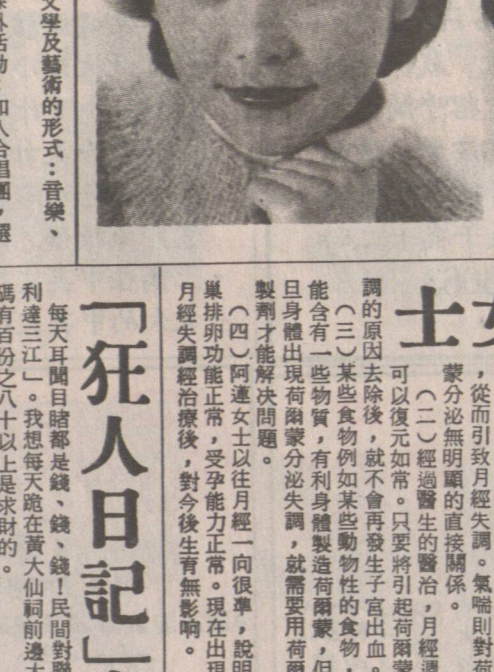 文學及藝術的形式：音樂、
外活動，如入合唱團，選
女士
，從而引致月經失調。氣喘則對荷
蒙分泌無明顯的直接關係。
（二）經過醫生的醫治，月經
可以復元如常。只要將引起荷爾蒙
調的原因去除後，就不會再發生子宮出血。
（三）某些食物例如某些動物性的食物，
能含有一些物質，有利身體製造荷爾蒙，但
旦身體出現荷爾蒙分泌失調，就需要用荷爾
製劑才能解決問題。
（四）阿蓮女士以往月經一向很準，說明
巢排卵功能正常，受孕能力正常。現在出現
月經失調經治療後，對今後生育無影響。
「狂人日記」
每天耳聞目睹都是錢、錢、錢！民間對聯
利達三江」。我想每天跪在黃大仙祠前邊大
碼有百份之八十以上是求財的。